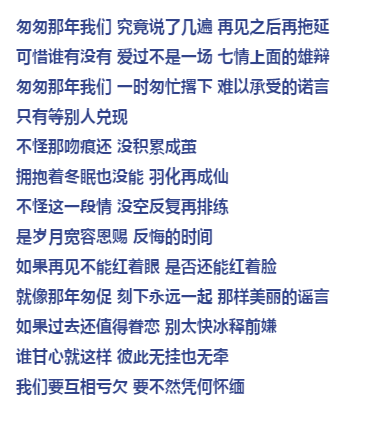 匆匆那年我们 究竟说了几遍 再见之后再拖延
可惜谁有没有 爱过不是一场 七情上面的雄辩
匆匆那年我们 一时匆忙撂下 难以承受的诺言
只有等别人兑现
不怪那吻痕还 没积累成茧
拥抱着冬眠也没能 羽化再成仙
不怪这一段情 没空反复再排练
是岁月宽容恩赐 反悔的时间
如果再见不能红着眼 是否还能红着脸
就像那年匆促 刻下永远一起 那样美丽的谣言
如果过去还值得眷恋 别太快冰释前嫌
谁甘心就这样 彼此无挂也无牵
我们要互相亏欠 要不然凭何怀缅